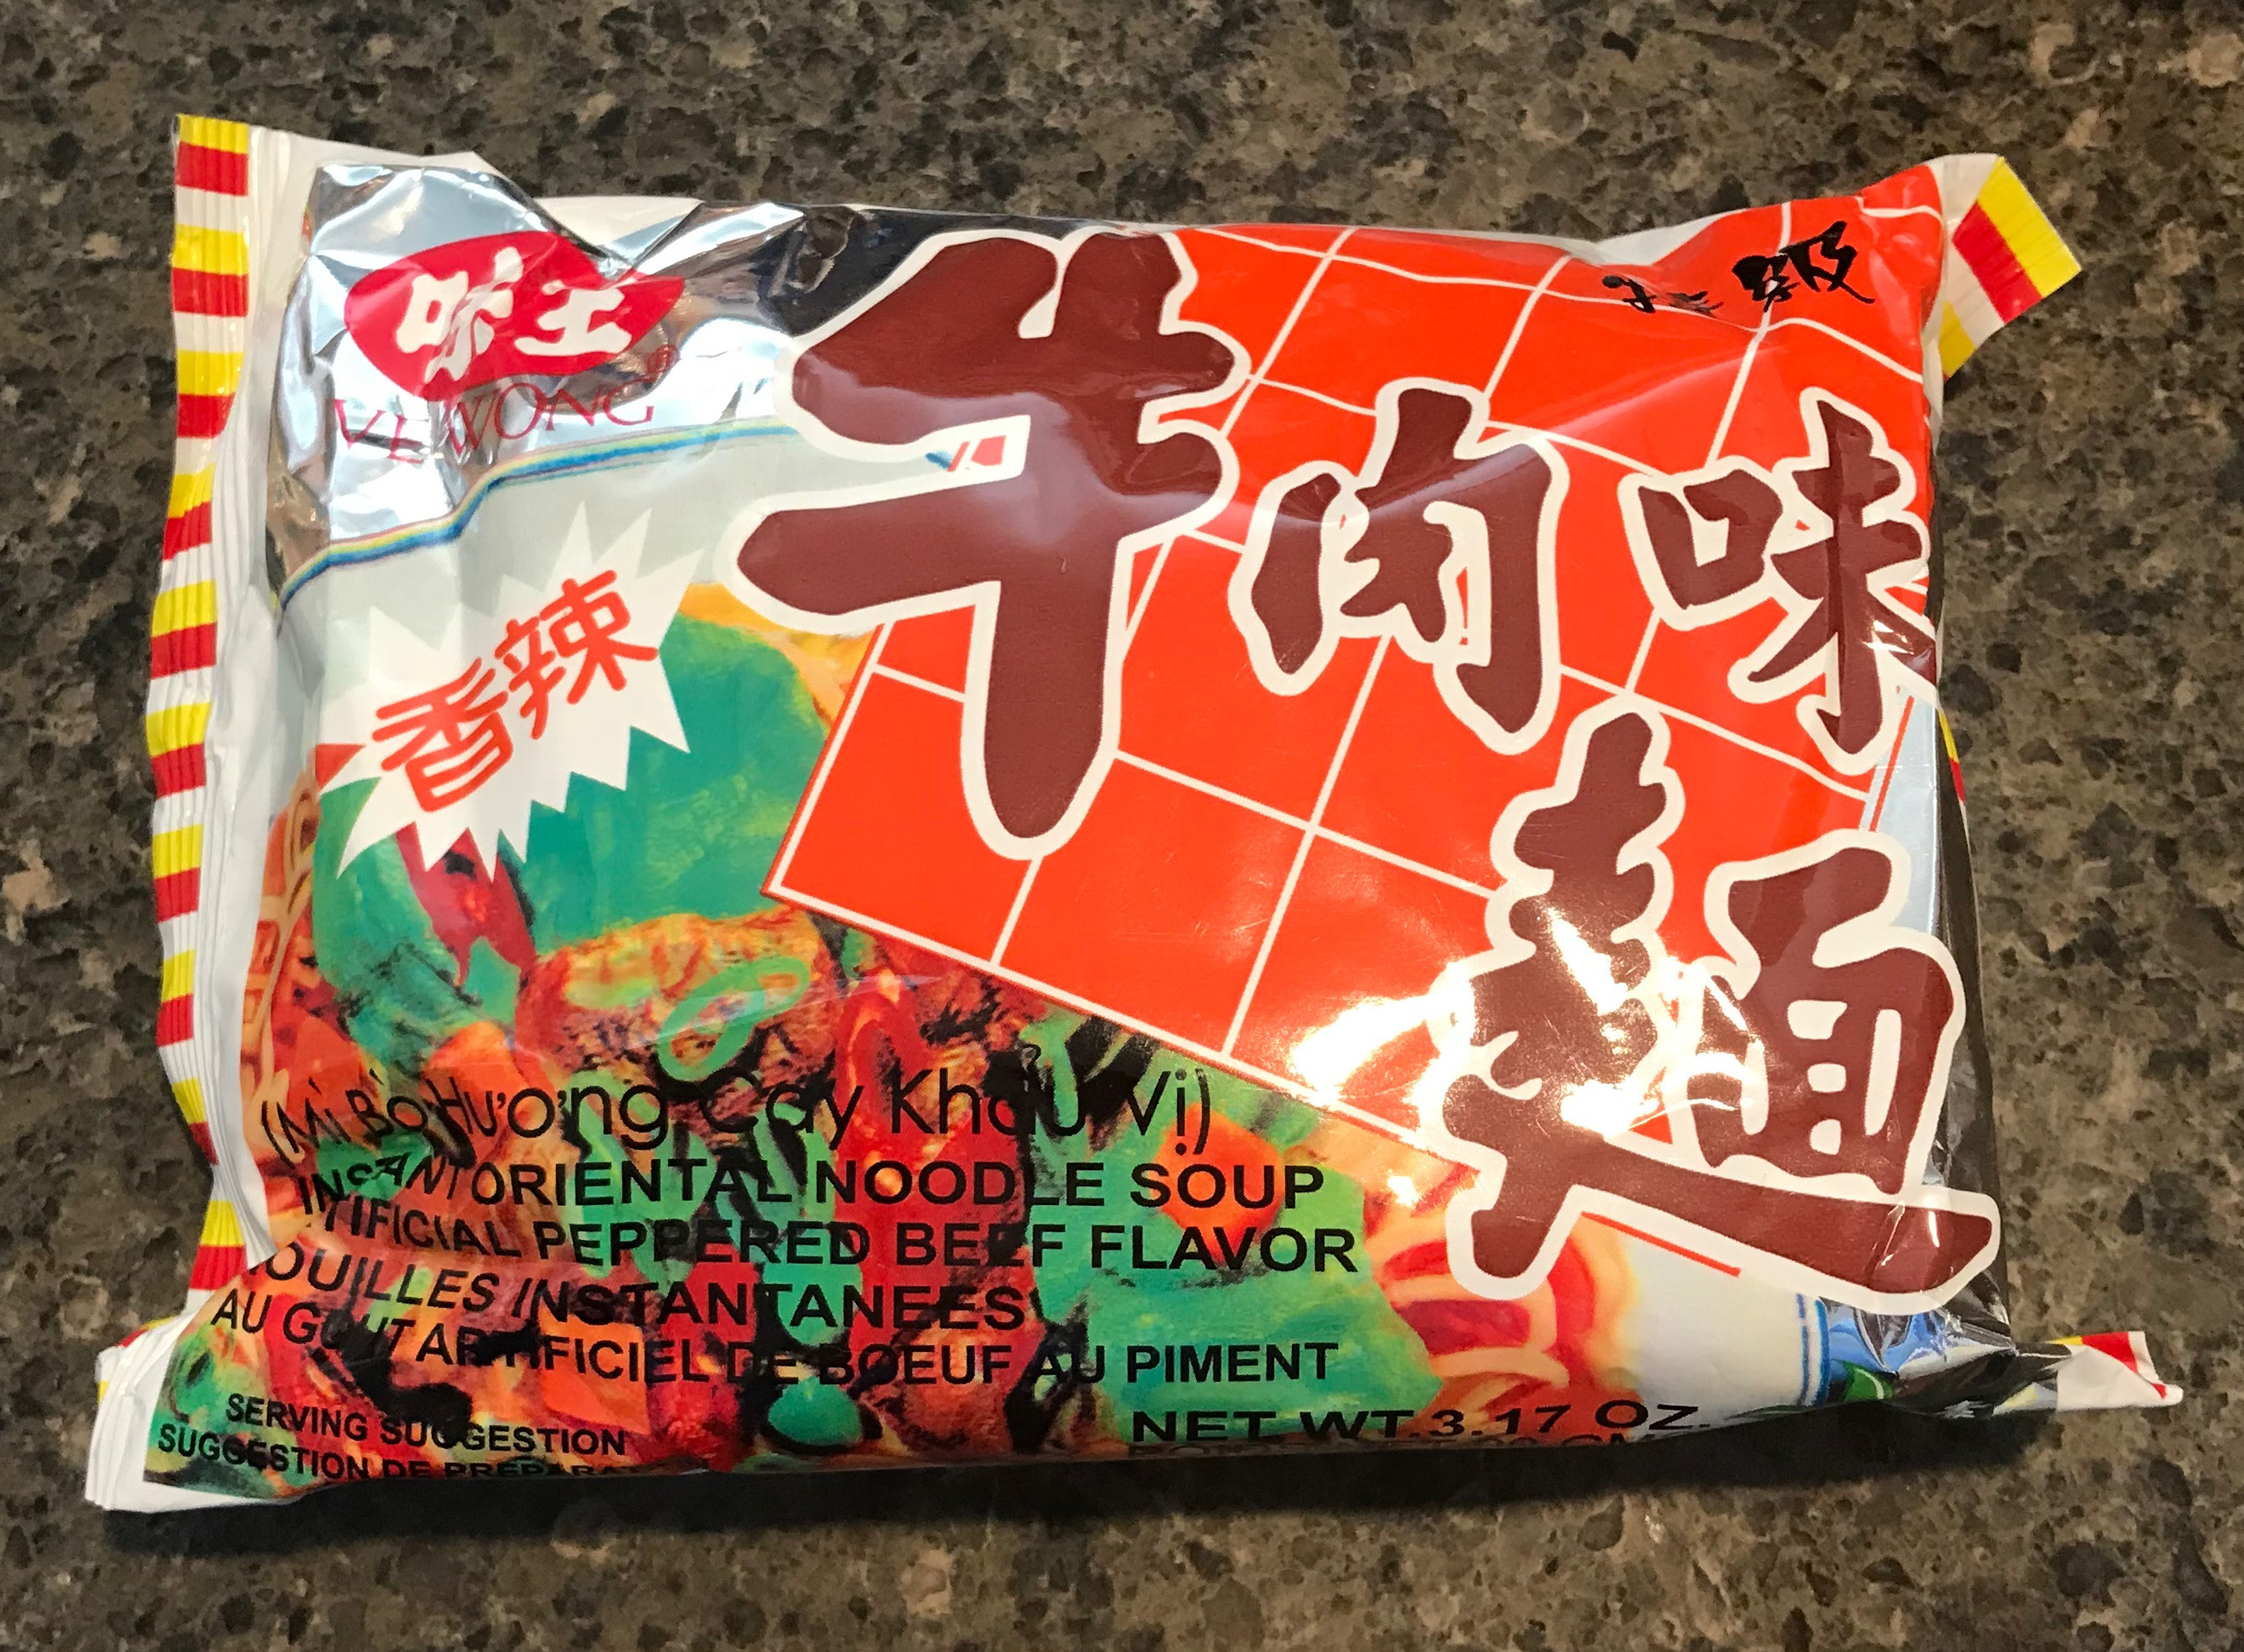 味王
VE WONG®
級
牛肉味
麵
香辣
(Mì Bò Hương Cay Khẩu Vị)
INSTANT ORIENTAL NOODLE SOUP
ARTIFICIAL PEPPERED BEEF FLAVOR
NOUILLES INSTANTANEES
AU GOUT ARTIFICIEL DE BOEUF AU PIMENT
NET WT.3.17 OZ.
SERVING SUGGESTION
SUGGESTION DE